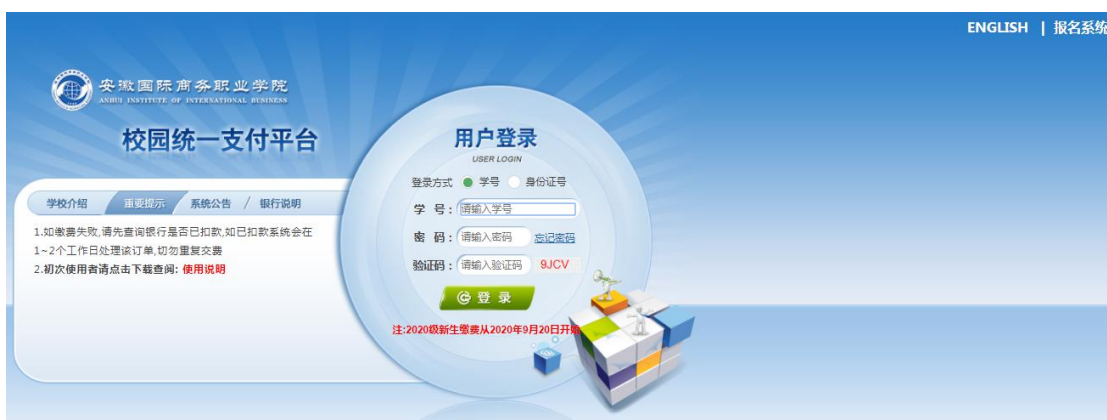 ENGLISH | 报名系统
安徽国际商务职业学院
ANHUI INSTITUTE OF INTERNATIONAL BUSINESS
校园统一支付平台
用户登录
USER LOGIN
登录方式 学号 身份证号
学 号：请输入学号
密 码：请输入密码 忘记密码
验证码：请输入验证码 9JCV
登 录
注:2020级新生缴费从2020年9月20日开始
学校介绍 重要提示 系统公告 / 银行说明
1.如缴费失败,请先查询银行是否已扣款,如已扣款系统会在
1~2个工作日处理该订单,切勿重复交费
2.初次使用者请点击下载查阅: 使用说明